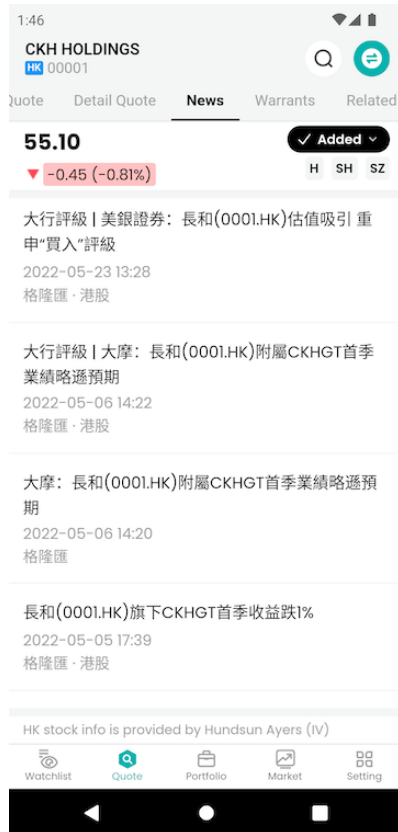 1:46
CKH HOLDINGS
HK 00001
Quote Detail Quote News Warrants Related
55.10
✓ Added
▼ -0.45 (-0.81%)
H SH SZ
大行評級 | 美銀證券：長和(0001.HK)估值吸引 重
申“買入”評級
2022-05-23 13:28
格隆匯 · 港股
大行評級 | 大摩：長和(0001.HK)附屬CKHGT首季
業績略遜預期
2022-05-06 14:22
格隆匯 · 港股
大摩：長和(0001.HK)附屬CKHGT首季業績略遜預
期
2022-05-06 14:20
格隆匯
長和(0001.HK)旗下CKHGT首季收益跌1%
2022-05-05 17:39
格隆匯 · 港股
HK stock info is provided by Hundsun Ayers (IV)
Watchlist Quote Portfolio Market Setting